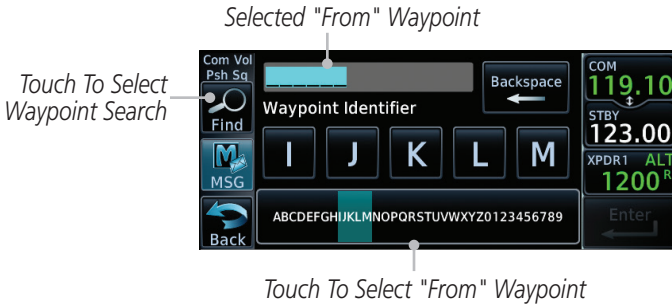 Selected "From" Waypoint
Touch To Select
Waypoint Search
Com Vol
Psh Sq
Find
MSG
Back
Backspace
Waypoint Identifier
I J K L M
ABCDEFGHIJKLMNOPQRSTUVWXYZ0123456789
COM
119.10
STBY
123.00
XPDR1 ALT
1200 R
Enter
Touch To Select "From" Waypoint